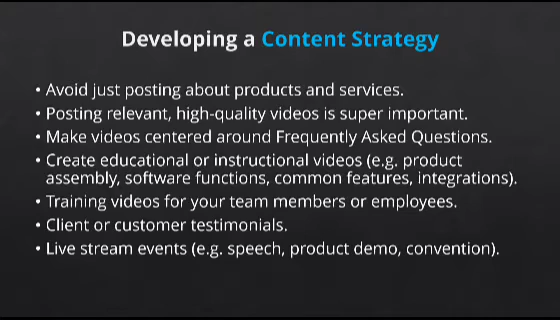 Developing a Content Strategy
• Avoid just posting about products and services.
• Posting relevant, high-quality videos is super important.
• Make videos centered around Frequently Asked Questions.
• Create educational or instructional videos (e.g. product
assembly, software functions, common features, integrations).
• Training videos for your team members or employees.
• Client or customer testimonials.
• Live stream events (e.g. speech, product demo, convention).